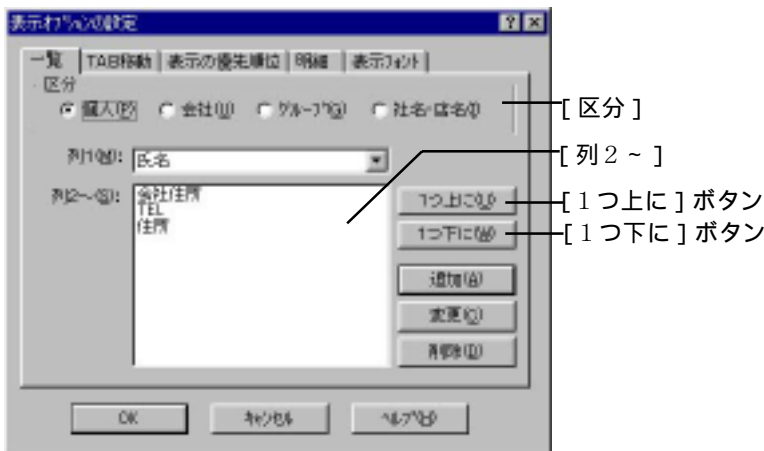 表示ｵﾌﾟｼｮﾝの設定
一覧 TAB移動 表示の優先順位 明細 表示ﾌｫﾝﾄ
区分
個人(P) 会社(U) ｸﾞﾙｰﾌﾟ(G) 社名・店名(I)
[ 区分 ]
列1(M): 氏名
[ 列２~ ]
列2～(S): 会社住所
TEL
住所
1つ上に(U)
[ １つ上に ] ボタン
1つ下に(W)
[ １つ下に ] ボタン
追加(A)
変更(C)
削除(D)
OK ｷｬﾝｾﾙ ﾍﾙﾌﾟ(H)